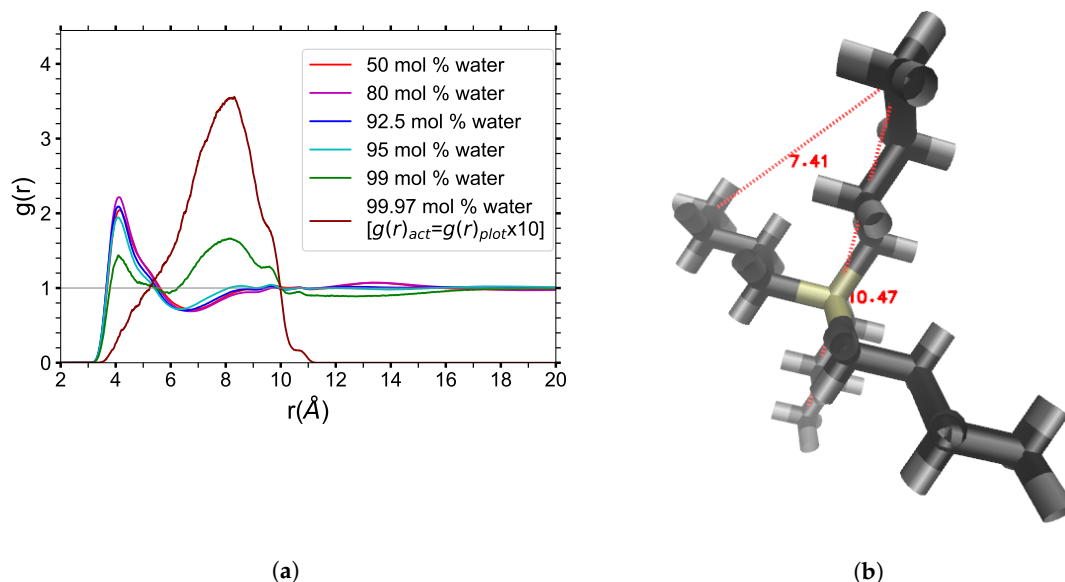 4
3
2
1
0
g(r)
50 mol % water
80 mol % water
92.5 mol % water
95 mol % water
99 mol % water
99.97 mol % water
[g(r)act=g(r)plotx10]
2 4 6 8 10 12 14 16 18 20
r(Å)
7.41
10.47
(a)
(b)